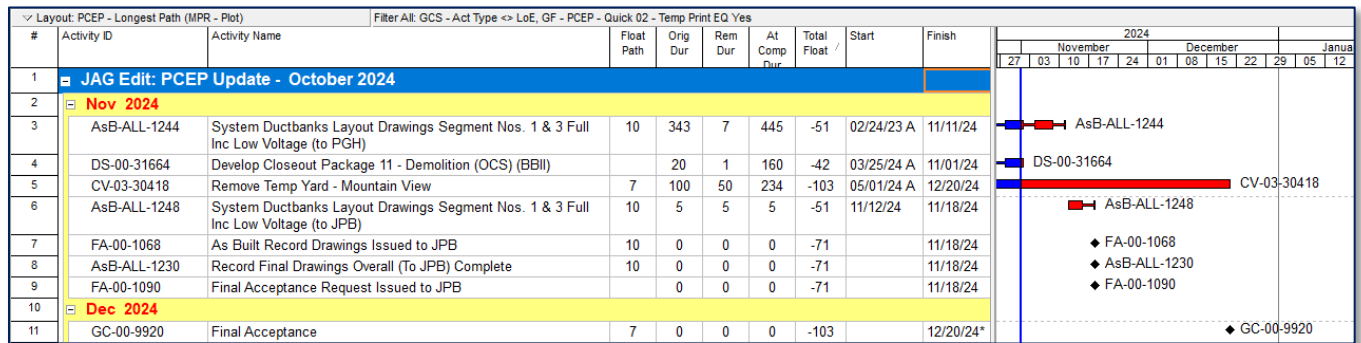 Layout: PCEP - Longest Path (MPR - Plot) Filter All: GCS - Act Type <> LoE, GF - PCEP - Quick 02 - Temp Print EQ Yes
# Activity ID Activity Name Float Path Orig Dur Rem Dur At Comp Dur Total Float Start Finish 2024
November December Janua
27 03 10 17 24 01 08 15 22 29 05 12
1 JAG Edit: PCEP Update - October 2024
2 Nov 2024
3 AsB-ALL-1244 System Ductbanks Layout Drawings Segment Nos. 1 & 3 Full 10 343 7 445 -51 02/24/23 A 11/11/24 AsB-ALL-1244
Inc Low Voltage (to PGH)
4 DS-00-31664 Develop Closeout Package 11 - Demolition (OCS) (BBII) 20 1 160 -42 03/25/24 A 11/01/24 DS-00-31664
5 CV-03-30418 Remove Temp Yard - Mountain View 7 100 50 234 -103 05/01/24 A 12/20/24 CV-03-30418
6 AsB-ALL-1248 System Ductbanks Layout Drawings Segment Nos. 1 & 3 Full 10 5 5 5 -51 11/12/24 11/18/24 AsB-ALL-1248
Inc Low Voltage (to JPB)
7 FA-00-1068 As Built Record Drawings Issued to JPB 10 0 0 0 -71 11/18/24 FA-00-1068
8 AsB-ALL-1230 Record Final Drawings Overall (To JPB) Complete 10 0 0 0 -71 11/18/24 AsB-ALL-1230
9 FA-00-1090 Final Acceptance Request Issued to JPB 0 0 0 -71 11/18/24 FA-00-1090
10 Dec 2024
11 GC-00-9920 Final Acceptance 7 0 0 0 -103 12/20/24* GC-00-9920